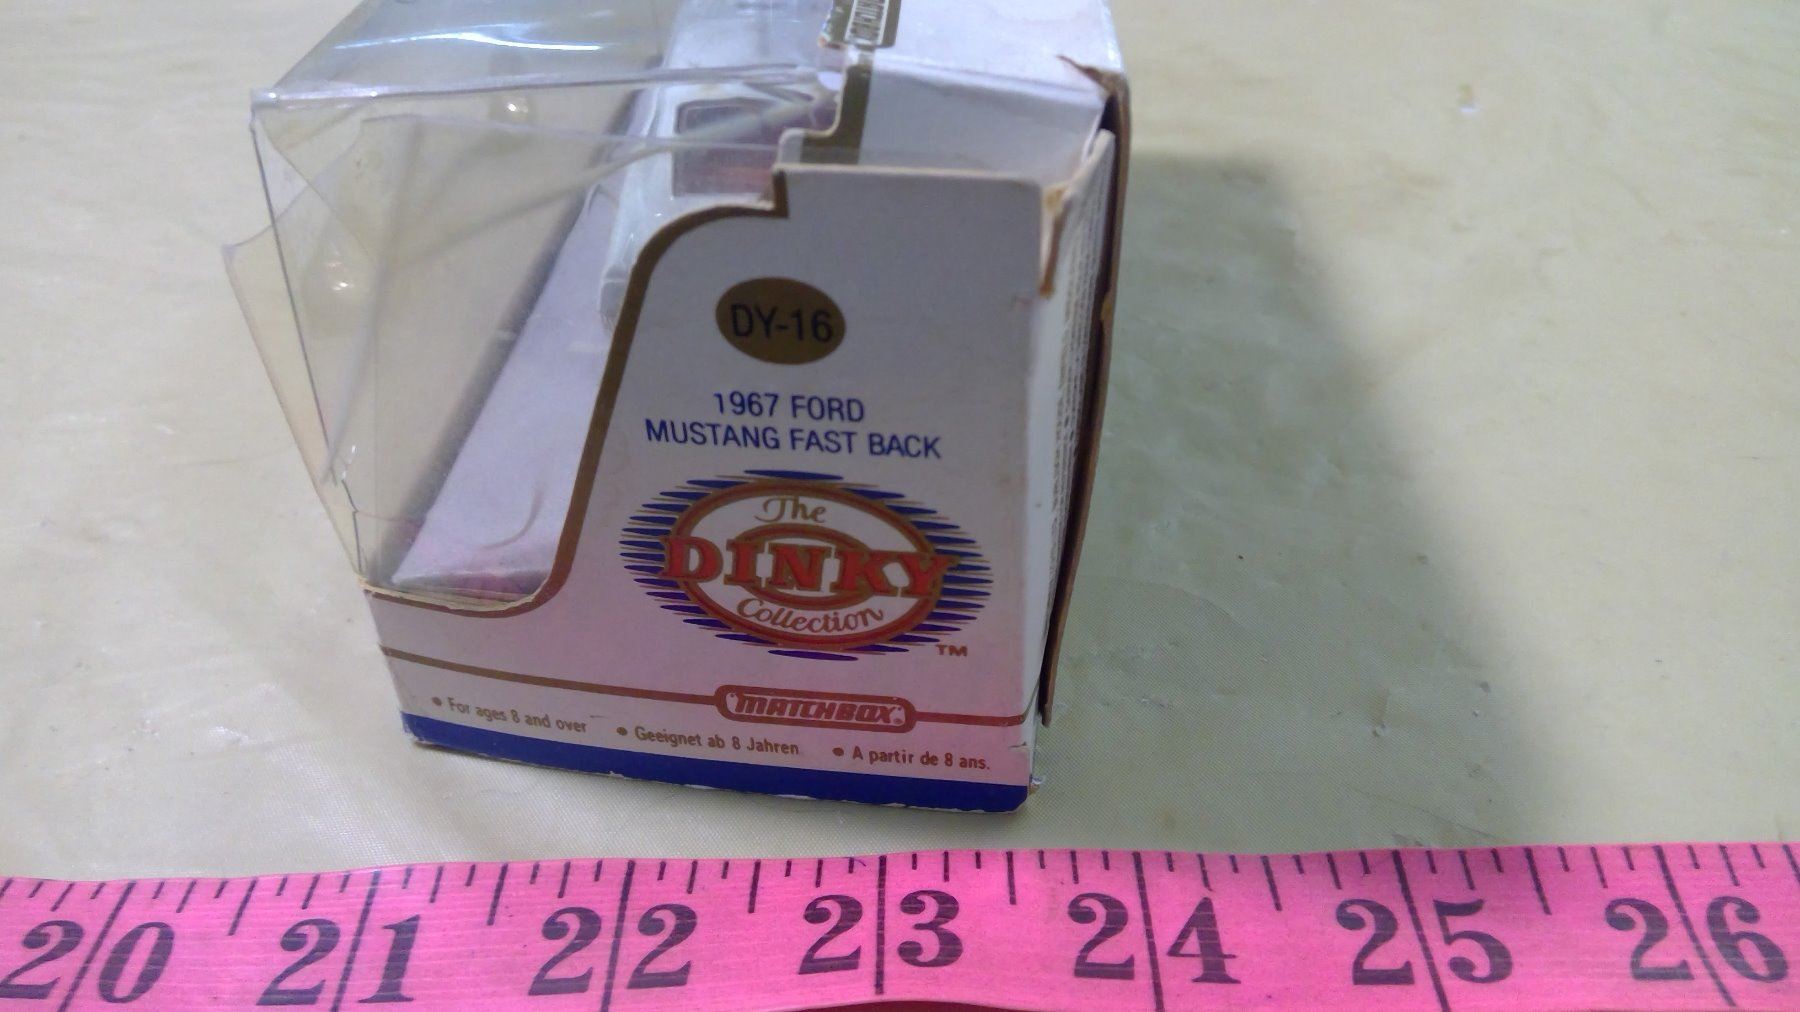 DY-16
1967 FORD
MUSTANG FAST BACK
The
DINKY
Collection
TM
MATCHBOX
• For ages 8 and over • Geeignet ab 8 Jahren • A partir de 8 ans.
20 21 22 23 24 25 26